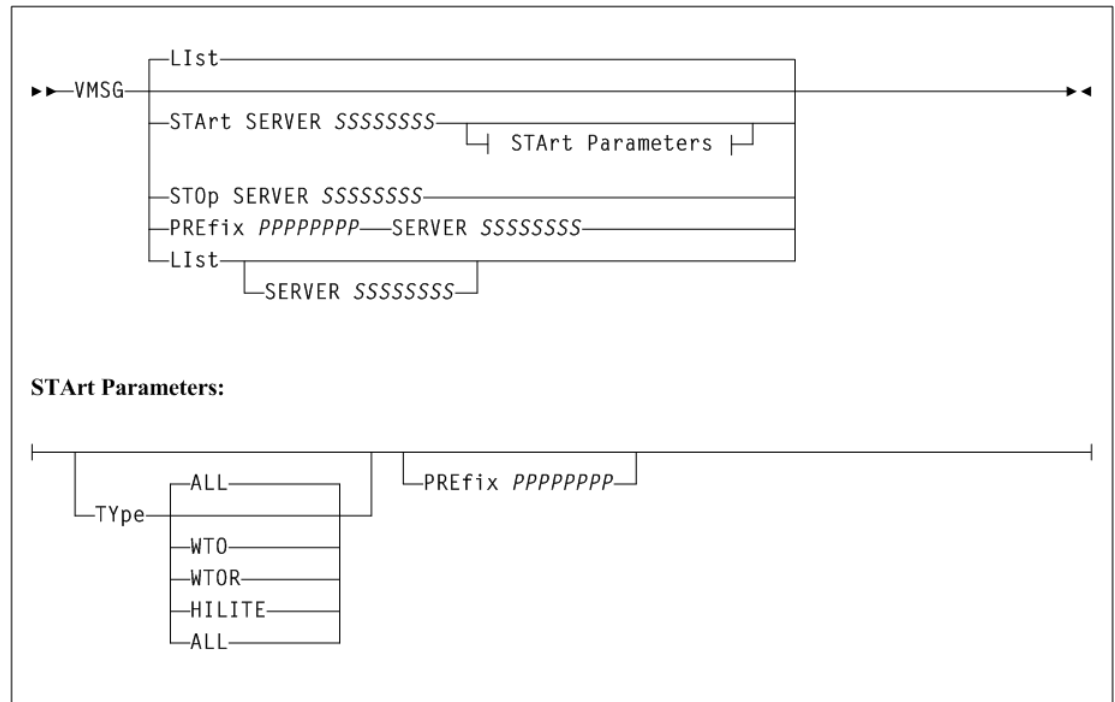 LIst
VMSG
STArt SERVER SSSSSSSS
STArt Parameters
STOp SERVER SSSSSSSS
PREfix PPPPPPPP SERVER SSSSSSSS
LIst
SERVER SSSSSSSS
STArt Parameters:
ALL
PREfix PPPPPPPP
TYpe
WTO
WTOR
HILITE
ALL